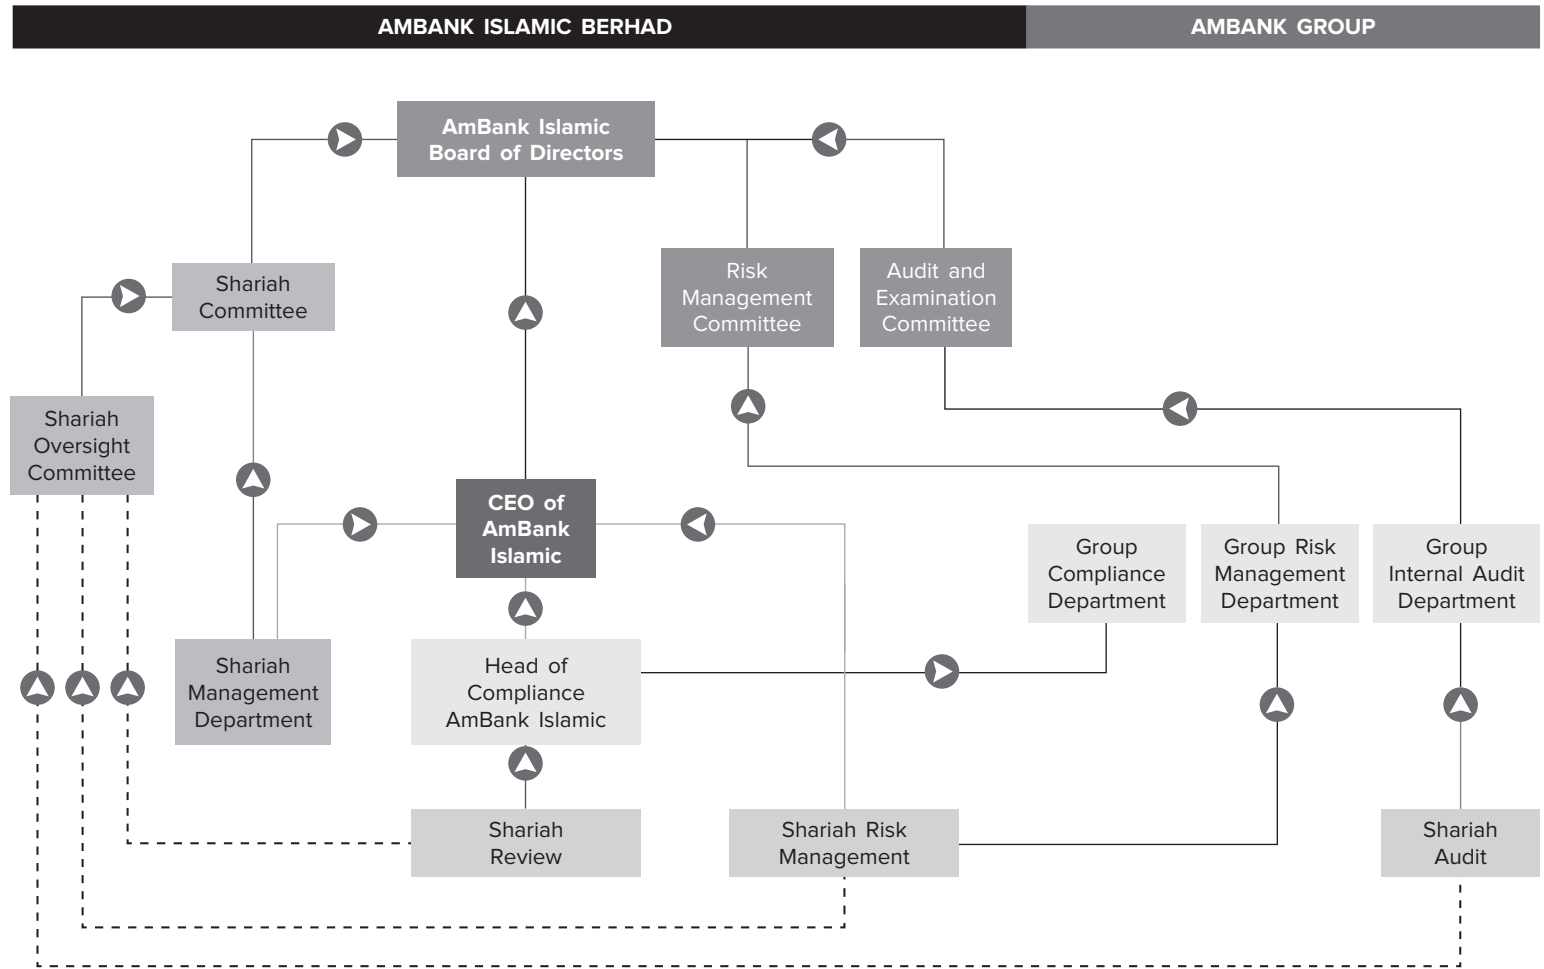 AMBANK ISLAMIC BERHAD
AMBANK GROUP
AmBank Islamic
Board of Directors
Shariah
Committee
Risk
Management
Committee
Audit and
Examination
Committee
Shariah
Oversight
Committee
CEO of
AmBank
Islamic
Group
Compliance
Department
Group Risk
Management
Department
Group
Internal Audit
Department
Shariah
Management
Department
Head of
Compliance
AmBank Islamic
Shariah
Review
Shariah Risk
Management
Shariah
Audit